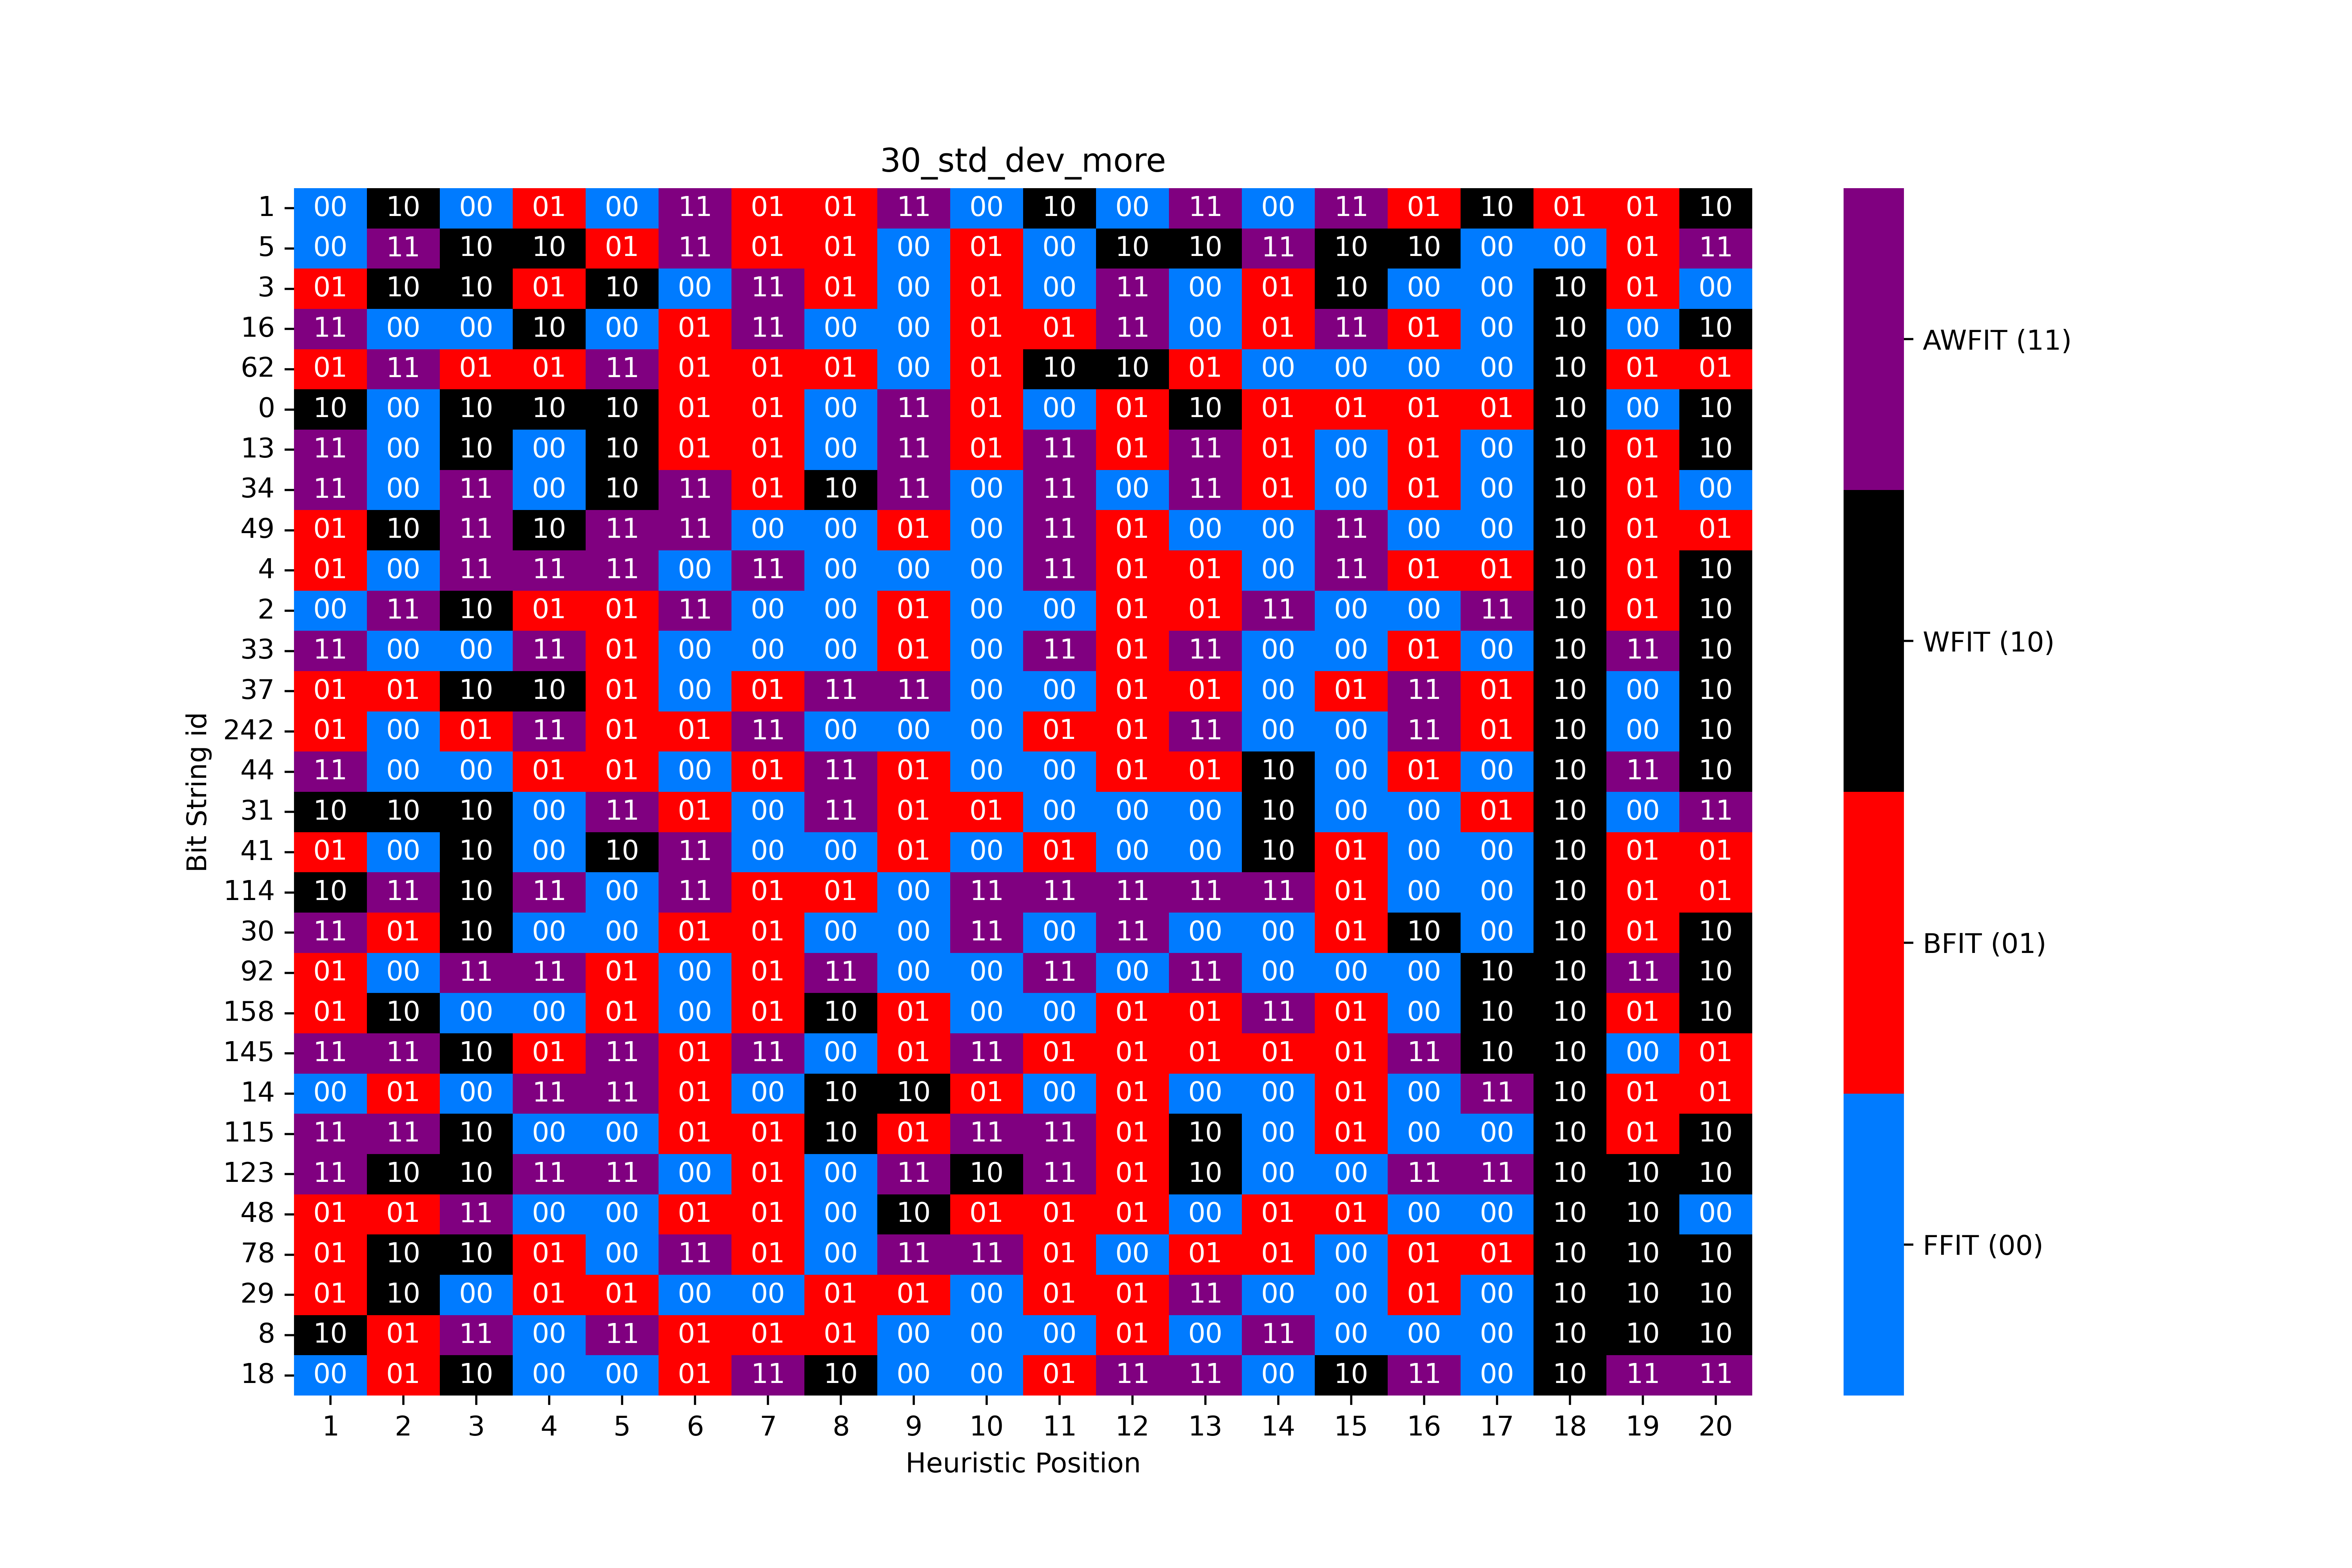 30_std_dev_more
1 00 10 00 01 00 11 01 01 11 00 10 00 11 00 11 01 10 01 01 10
5 00 11 10 10 01 11 01 01 00 01 00 10 10 11 10 10 00 00 01 11
3 01 10 10 01 10 00 11 01 00 01 00 11 00 01 10 00 00 10 01 00
16 11 00 00 10 00 01 11 00 00 01 01 11 00 01 11 01 00 10 00 10
62 01 11 01 01 11 01 01 01 00 01 10 10 01 00 00 00 00 10 01 01
0 10 00 10 10 10 01 01 00 11 01 00 01 10 01 01 01 01 10 00 10
13 11 00 10 00 10 01 01 00 11 01 11 01 11 01 00 01 00 10 01 10
34 11 00 11 00 10 11 01 10 11 00 11 00 11 01 00 01 00 10 01 00
49 01 10 11 10 11 11 00 00 01 00 11 01 00 00 11 00 00 10 01 01
4 01 00 11 11 11 00 11 00 00 00 11 01 01 00 11 01 01 10 01 10
2 00 11 10 01 01 11 00 00 01 00 00 01 01 11 00 00 11 10 01 10
33 11 00 00 11 01 00 00 00 01 00 11 01 11 00 00 01 00 10 11 10
37 01 01 10 10 01 00 01 11 11 00 00 01 01 00 01 11 01 10 00 10
242 01 00 01 11 01 01 11 00 00 00 01 01 11 00 00 11 01 10 00 10
44 11 00 00 01 01 00 01 11 01 00 00 01 01 10 00 01 00 10 11 10
31 10 10 10 00 11 01 00 11 01 01 00 00 00 10 00 00 01 10 00 11
41 01 00 10 00 10 11 00 00 01 00 01 00 00 10 01 00 00 10 01 01
114 10 11 10 11 00 11 01 01 00 11 11 11 11 11 01 00 00 10 01 01
30 11 01 10 00 00 01 01 00 00 11 00 11 00 00 01 10 00 10 01 10
92 01 00 11 11 01 00 01 11 00 00 11 00 11 00 00 00 10 10 11 10
158 01 10 00 00 01 00 01 10 01 00 00 01 01 11 01 00 10 10 01 10
145 11 11 10 01 11 01 11 00 01 11 01 01 01 01 01 11 10 10 00 01
14 00 01 00 11 11 01 00 10 10 01 00 01 00 00 01 00 11 10 01 01
115 11 11 10 00 00 01 01 10 01 11 11 01 10 00 01 00 00 10 01 10
123 11 10 10 11 11 00 01 00 11 10 11 01 10 00 00 11 11 10 10 10
48 01 01 11 00 00 01 01 00 10 01 01 01 00 01 01 00 00 10 10 00
78 01 10 10 01 00 11 01 00 11 11 01 00 01 01 00 01 01 10 10 10
29 01 10 00 01 01 00 00 01 01 00 01 01 11 00 00 01 00 10 10 10
8 10 01 11 00 11 01 01 01 00 00 00 01 00 11 00 00 00 10 10 10
18 00 01 10 00 00 01 11 10 00 00 01 11 11 00 10 11 00 10 11 11
1 2 3 4 5 6 7 8 9 10 11 12 13 14 15 16 17 18 19 20
Heuristic Position
Bit String id
AWFIT (11)
WFIT (10)
BFIT (01)
FFIT (00)